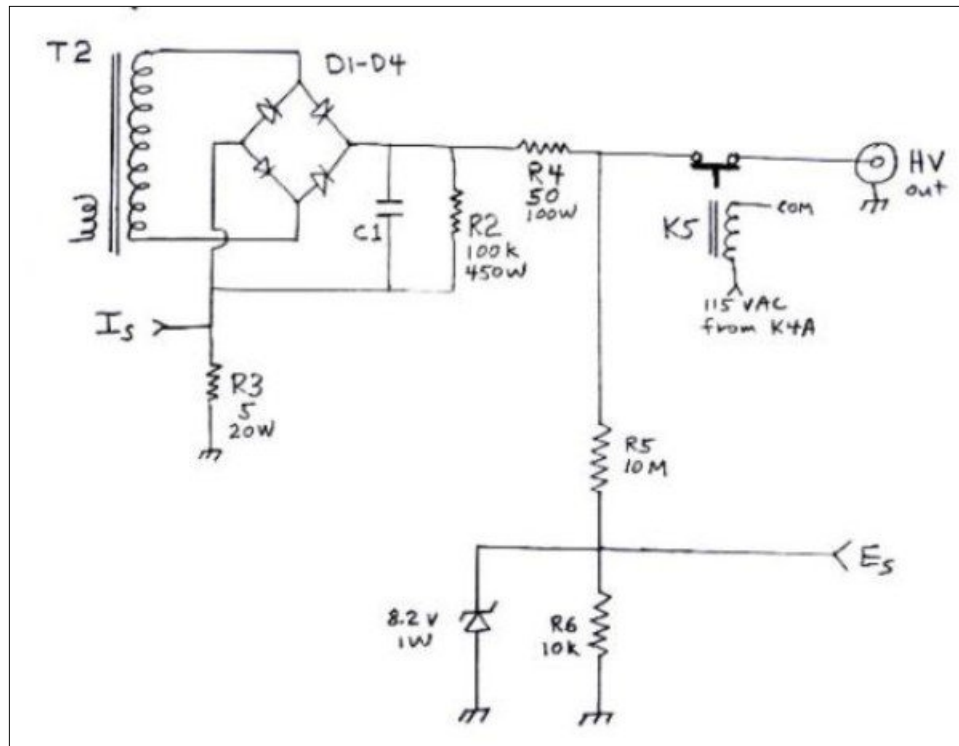 T2
D1-D4
R4
50
100W
HV
out
C1
R2
100k
450W
K5
COM
115 VAC
from K4A
Is
R3
5
20W
R5
10M
Es
8.2 V
1W
R6
10k